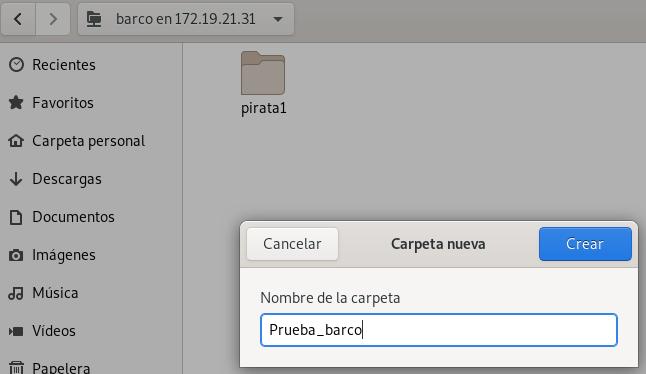 barco en 172.19.21.31
Recientes
Favoritos
Carpeta personal
Descargas
Documentos
Imágenes
Música
Vídeos
Papelera
pirata1
Cancelar
Carpeta nueva
Crear
Nombre de la carpeta
Prueba_barco